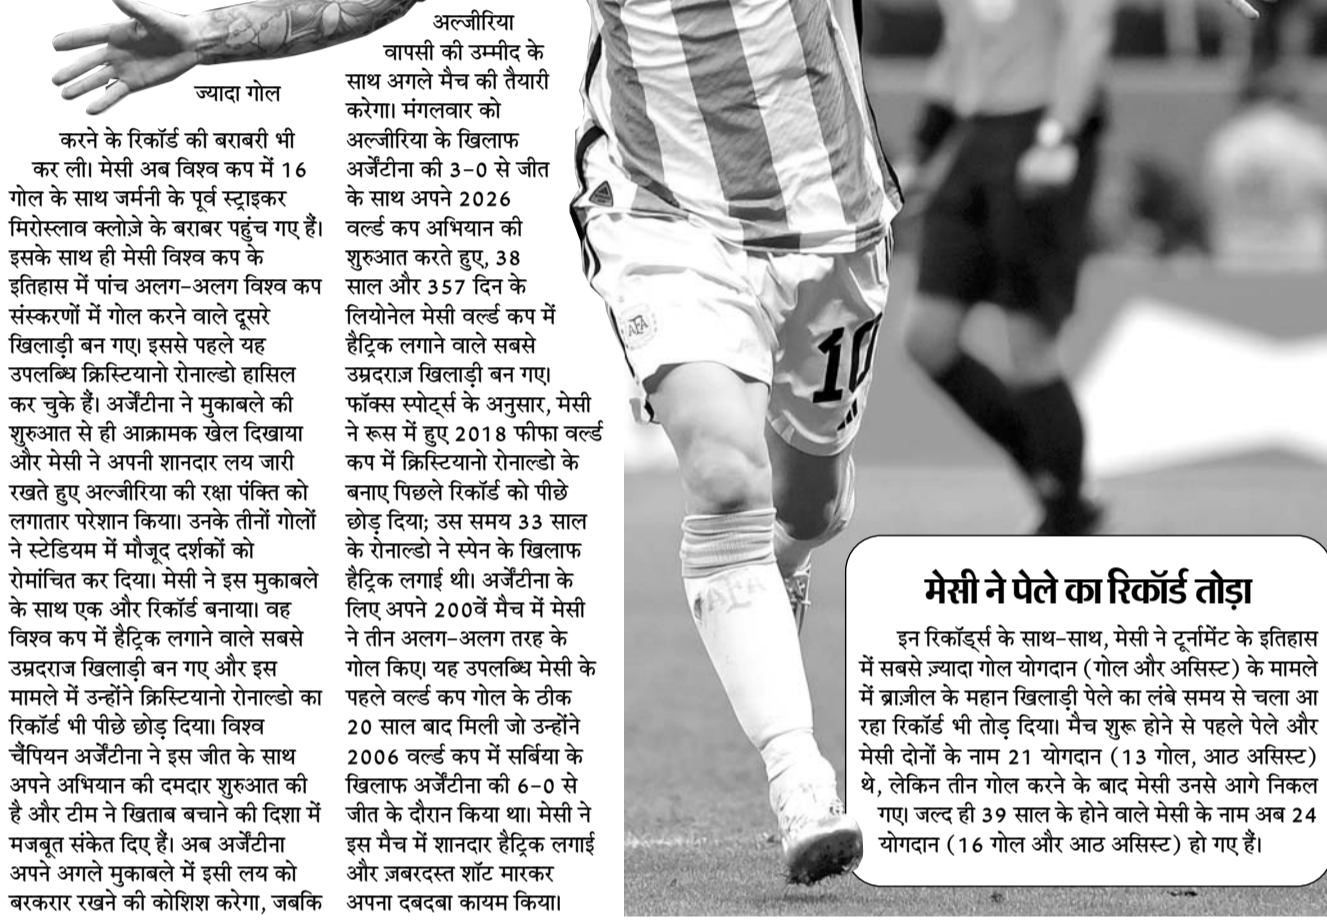 ज्यादा गोल
करने के रिकॉर्ड की बराबरी भी
कर ली। मेसी अब विश्व कप में 16
गोल के साथ जर्मनी के पूर्व स्ट्राइकर
मिरोस्लाव क्लोज़े के बराबर पहुंच गए हैं।
इसके साथ ही मेसी विश्व कप के
इतिहास में पांच अलग-अलग विश्व कप
संस्करणों में गोल करने वाले दूसरे
खिलाड़ी बन गए। इससे पहले यह
उपलब्धि क्रिस्टियानो रोनाल्डो हासिल
कर चुके हैं। अर्जेंटीना ने मुकाबले की
शुरुआत से ही आक्रामक खेल दिखाया
और मेसी ने अपनी शानदार लय जारी
रखते हुए अल्जीरिया की रक्षा पंक्ति को
लगातार परेशान किया। उनके तीनों गोलों
ने स्टेडियम में मौजूद दर्शकों को
रोमांचित कर दिया। मेसी ने इस मुकाबले
के साथ एक और रिकॉर्ड बनाया। वह
विश्व कप में हैट्रिक लगाने वाले सबसे
उम्रदराज खिलाड़ी बन गए और इस
मामले में उन्होंने क्रिस्टियानो रोनाल्डो का
रिकॉर्ड भी पीछे छोड़ दिया। विश्व
चैंपियन अर्जेंटीना ने इस जीत के साथ
अपने अभियान की दमदार शुरुआत की
है और टीम ने खिताब बचाने की दिशा में
मजबूत संकेत दिए हैं। अब अर्जेंटीना
अपने अगले मुकाबले में इसी लय को
बरकरार रखने की कोशिश करेगा, जबकि
अल्जीरिया
वापसी की उम्मीद के
साथ अगले मैच की तैयारी
करेगा। मंगलवार को
अल्जीरिया के खिलाफ
अर्जेंटीना की 3-0 से जीत
के साथ अपने 2026
वर्ल्ड कप अभियान की
शुरुआत करते हुए, 38
साल और 357 दिन के
लियोनेल मेसी वर्ल्ड कप में
हैट्रिक लगाने वाले सबसे
उम्रदराज़ खिलाड़ी बन गए।
फॉक्स स्पोर्ट्स के अनुसार, मेसी
ने रूस में हुए 2018 फीफा वर्ल्ड
कप में क्रिस्टियानो रोनाल्डो के
बनाए पिछले रिकॉर्ड को पीछे
छोड़ दिया; उस समय 33 साल
के रोनाल्डो ने स्पेन के खिलाफ
हैट्रिक लगाई थी। अर्जेंटीना के
लिए अपने 200वें मैच में मेसी
ने तीन अलग-अलग तरह के
गोल किए। यह उपलब्धि मेसी के
पहले वर्ल्ड कप गोल के ठीक
20 साल बाद मिली जो उन्होंने
2006 वर्ल्ड कप में सर्बिया के
खिलाफ अर्जेंटीना की 6-0 से
जीत के दौरान किया था। मेसी ने
इस मैच में शानदार हैट्रिक लगाई
और ज़बरदस्त शॉट मारकर
अपना दबदबा कायम किया।
AFA
10
मेसी ने पेले का रिकॉर्ड तोड़ा
इन रिकॉर्ड्स के साथ-साथ, मेसी ने टूर्नामेंट के इतिहास
में सबसे ज़्यादा गोल योगदान (गोल और असिस्ट) के मामले
में ब्राज़ील के महान खिलाड़ी पेले का लंबे समय से चला आ
रहा रिकॉर्ड भी तोड़ दिया। मैच शुरू होने से पहले पेले और
मेसी दोनों के नाम 21 योगदान (13 गोल, आठ असिस्ट)
थे, लेकिन तीन गोल करने के बाद मेसी उनसे आगे निकल
गए। जल्द ही 39 साल के होने वाले मेसी के नाम अब 24
योगदान (16 गोल और आठ असिस्ट) हो गए हैं।